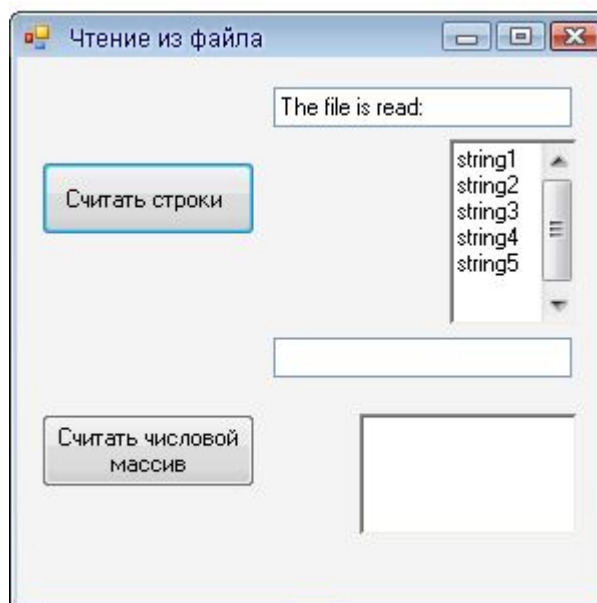 Чтение из файла
The file is read:
Считать строки
string1
string2
string3
string4
string5
Считать числовой
массив